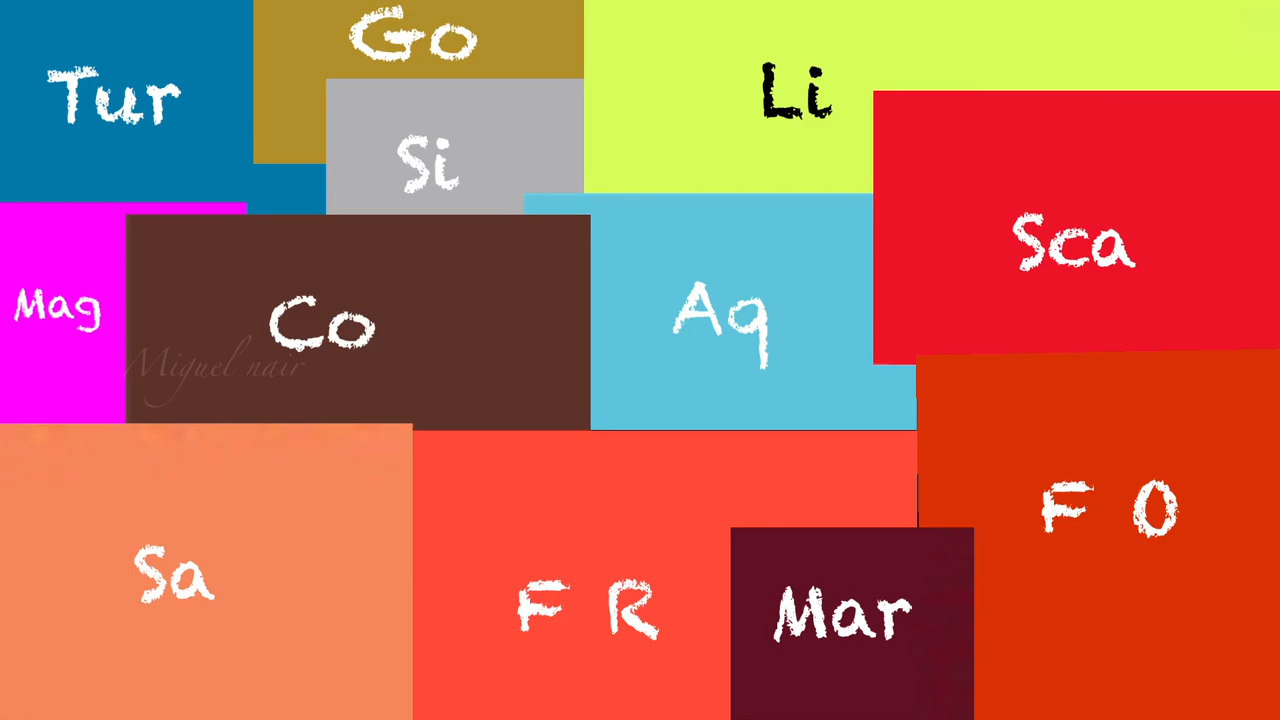 Go
Tur
Li
Si
Sca
Mag
Co
Aq
Miguel nair
F O
Sa
F R
Mar